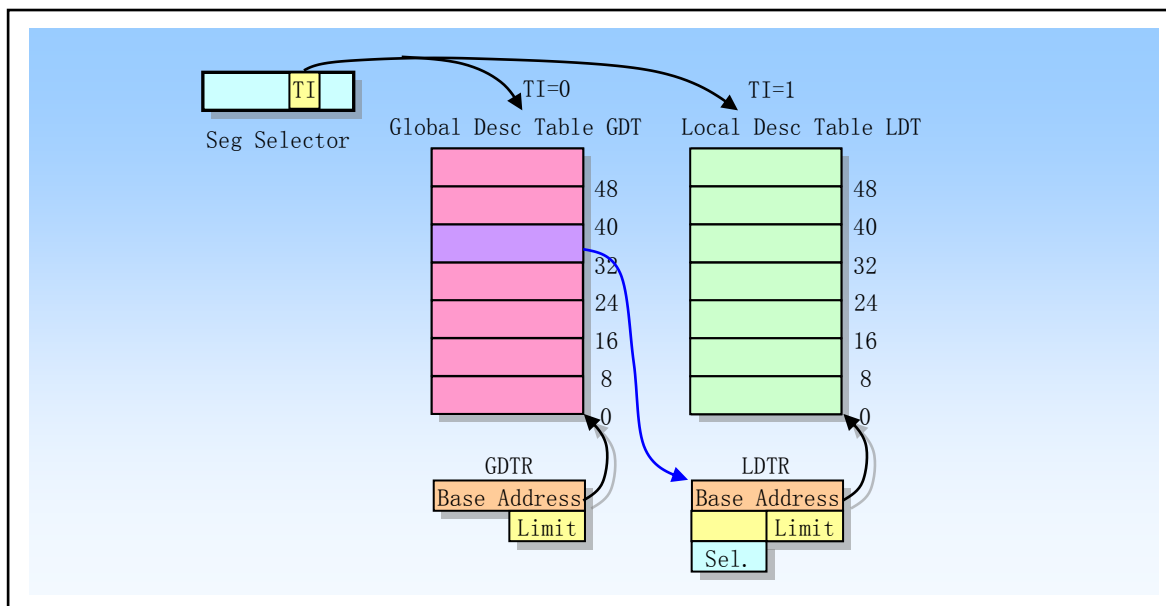 TI
TI=0
TI=1
Seg Selector
Global Desc Table GDT
Local Desc Table LDT
48
40
32
24
16
8
0
48
40
32
24
16
8
0
GDTR
Base Address
Limit
LDTR
Base Address
Limit
Sel.